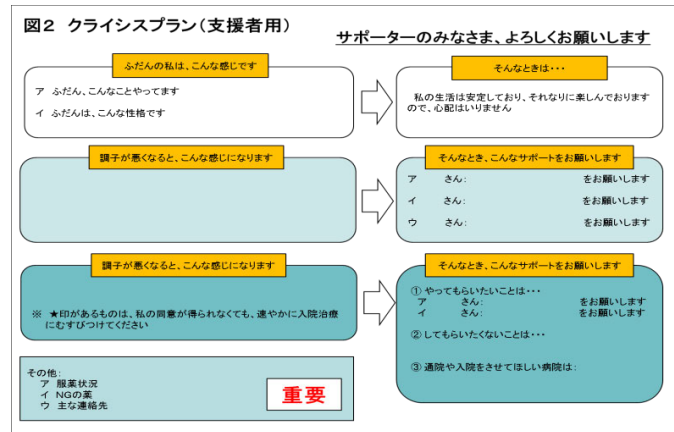 図2 クライシスプラン(支援者用)
サポーターのみなさま、よろしくお願いします
ふだんの私は、こんな感じです
ア ふだん、こんなことやってます
イ ふだんは、こんな性格です
そんなときは・・・
私の生活は安定しており、それなりに楽しんでおります
ので、心配はいりません
調子が悪くなると、こんな感じになります
そんなとき、こんなサポートをお願いします
ア さん: をお願いします
イ さん: をお願いします
ウ さん: をお願いします
調子が悪くなると、こんな感じになります
※ ★印があるものは、私の同意が得られなくても、速やかに入院治療
にむすびつけてください
そんなとき、こんなサポートをお願いします
① やってもらいたいことは・・・
ア さん: をお願いします
イ さん: をお願いします
② してもらいたくないことは・・・
③ 通院や入院をさせてほしい病院は:
その他:
ア 服薬状況
イ NGの薬
ウ 主な連絡先
重要